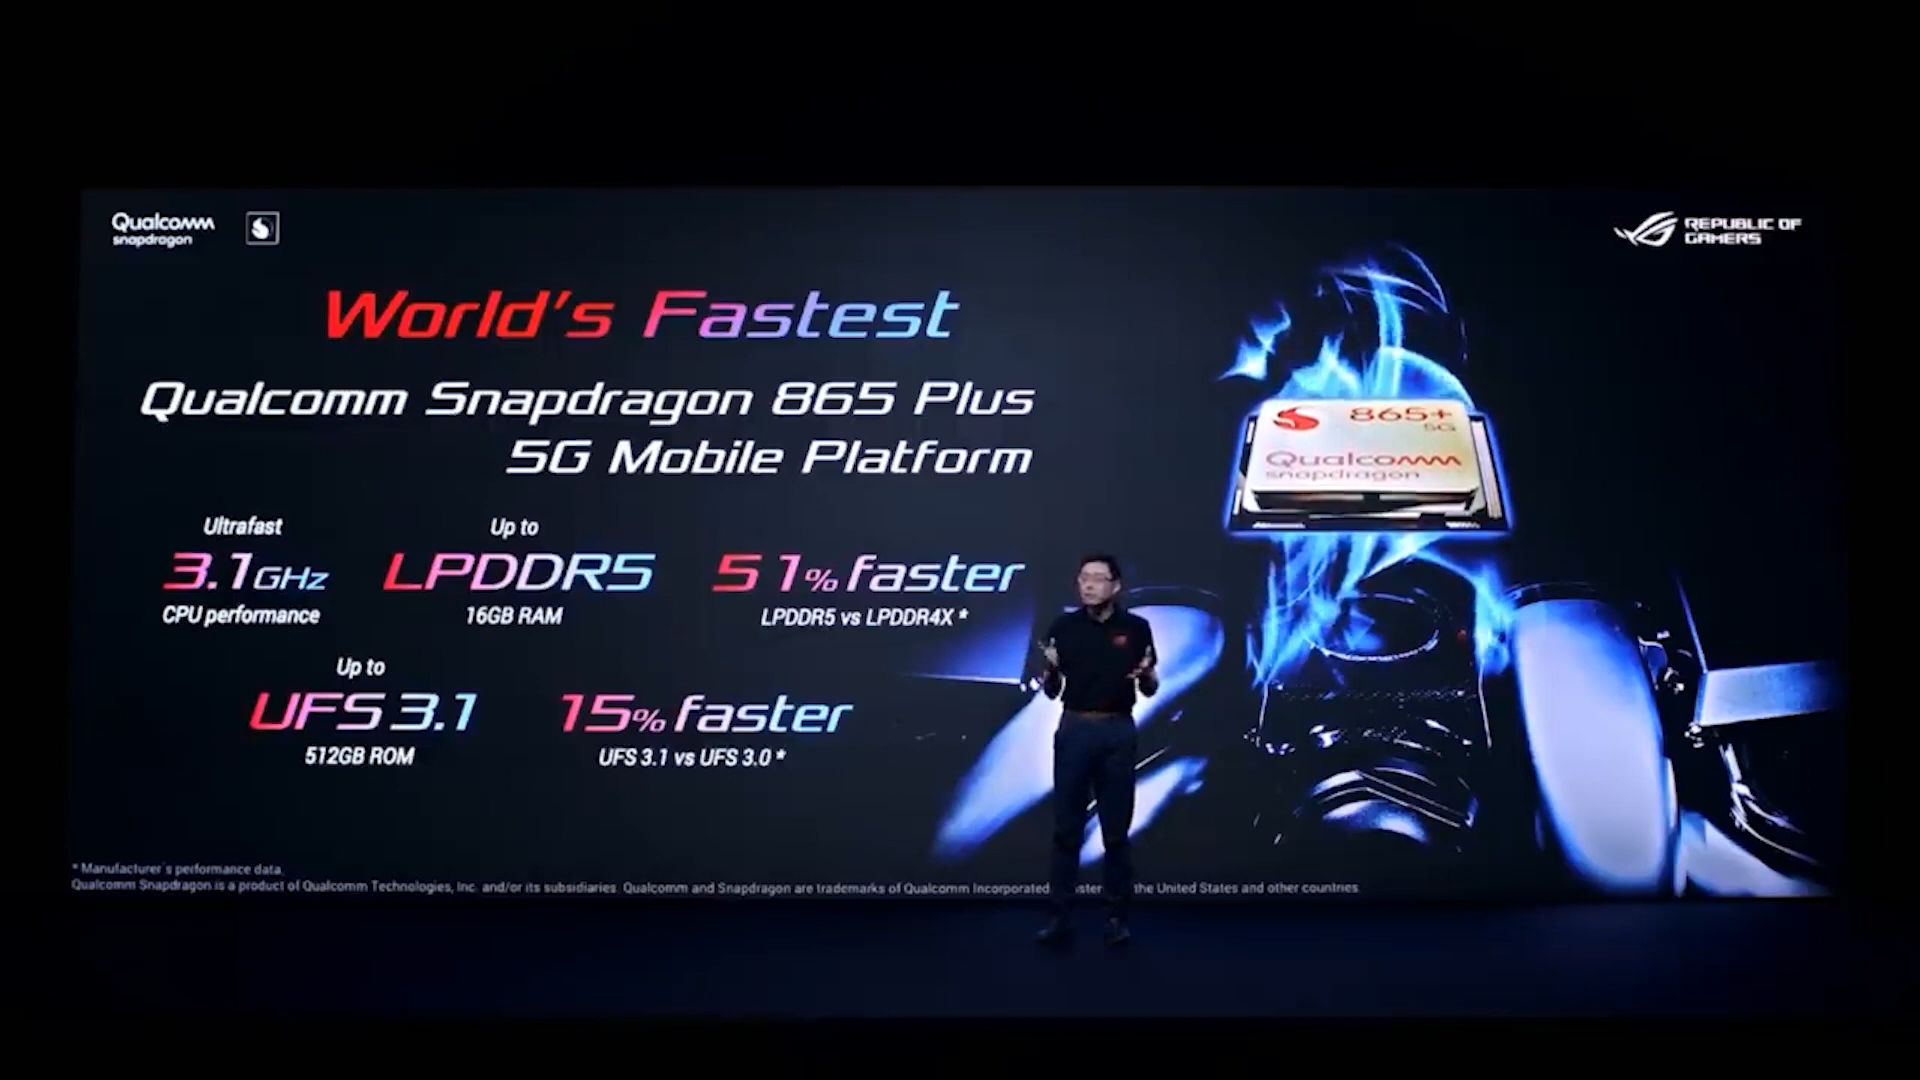 Qualcomm
snapdragon
REPUBLIC OF
GAMERS
World's Fastest
Qualcomm Snapdragon 865 Plus
5G Mobile Platform
Ultrafast
3.1GHz
CPU performance
Up to
LPDDR5
16GB RAM
51% faster
LPDDR5 vs LPDDR4X *
Up to
UFS 3.1
512GB ROM
15% faster
UFS 3.1 vs UFS 3.0 *
865+
5G
Qualcomm
snapdragon
* Manufacturer's performance data.
Qualcomm Snapdragon is a product of Qualcomm Technologies, Inc. and/or its subsidiaries. Qualcomm and Snapdragon are trademarks of Qualcomm Incorporated, the United States and other countries.